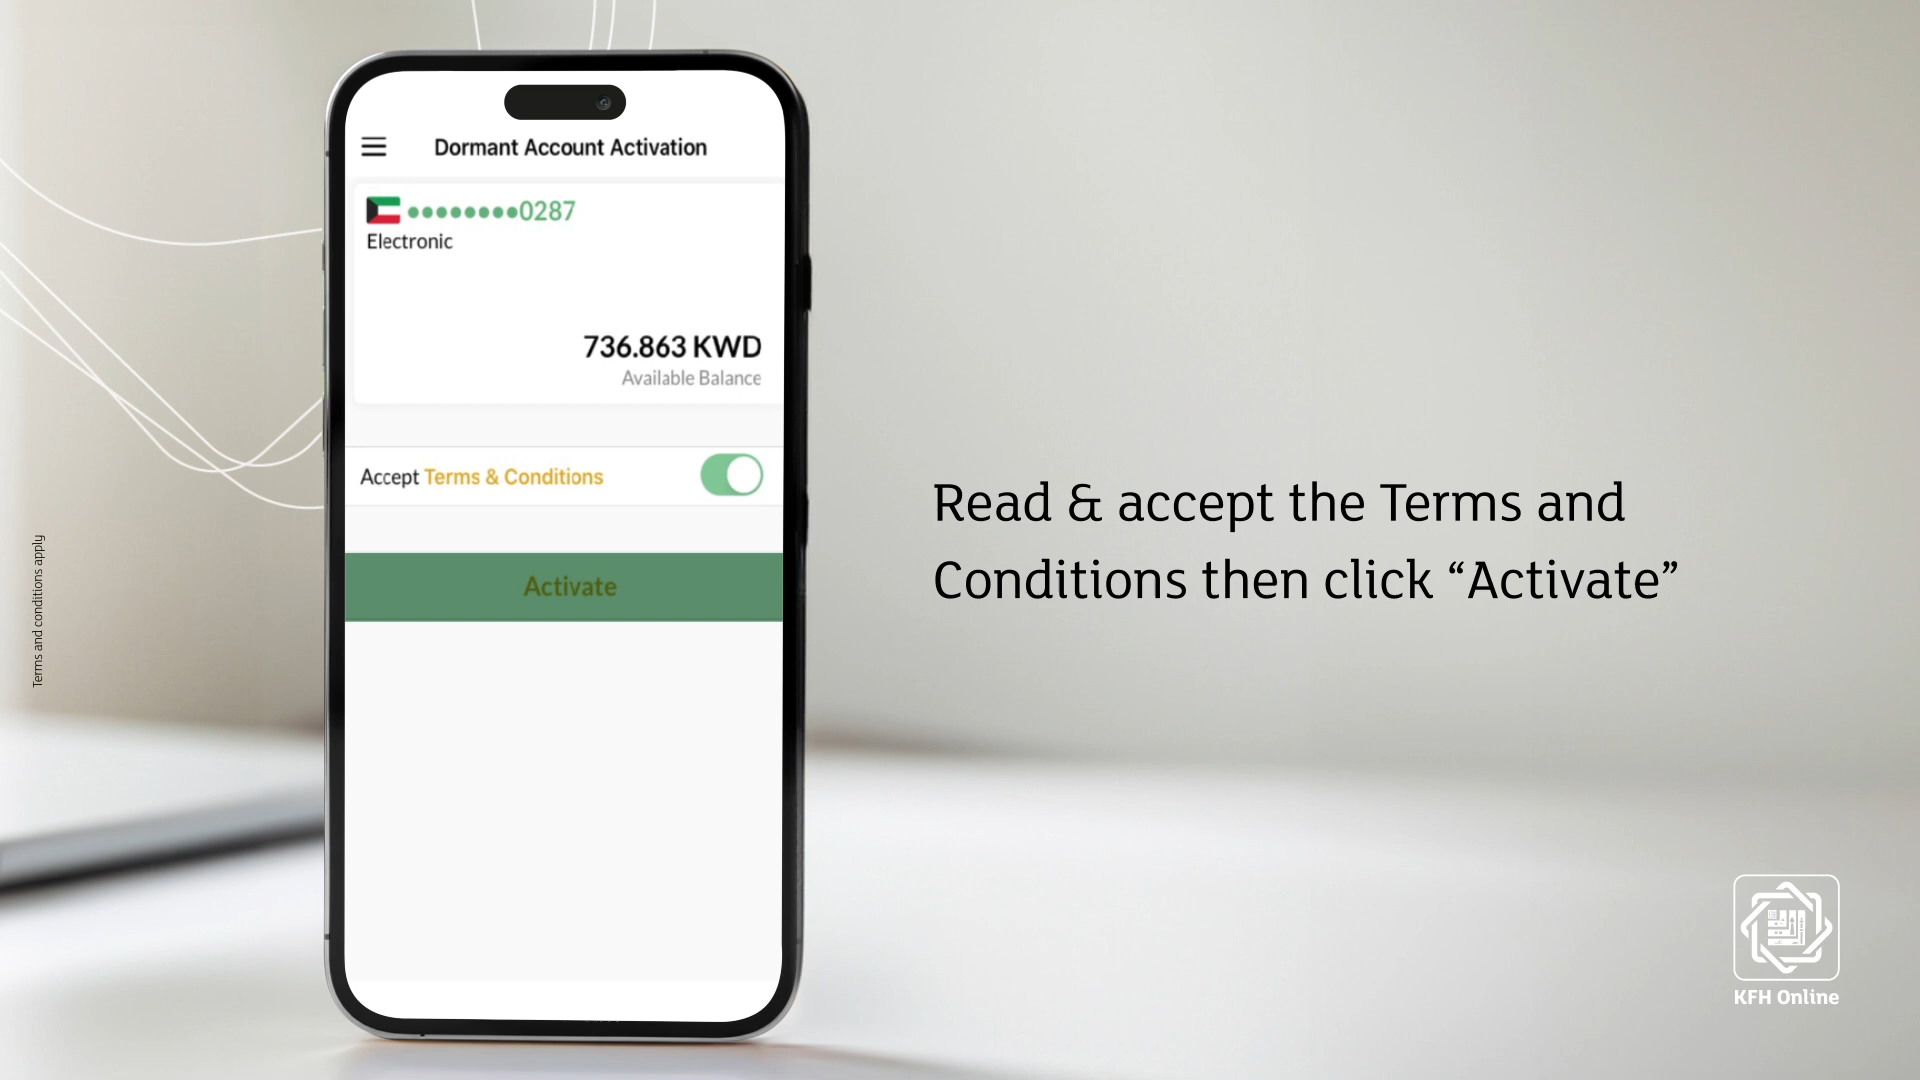 Dormant Account Activation
••••••••0287
Electronic
736.863 KWD
Available Balance
Accept Terms & Conditions
Activate
Read & accept the Terms and
Conditions then click “Activate”
Terms and conditions apply
KFH Online